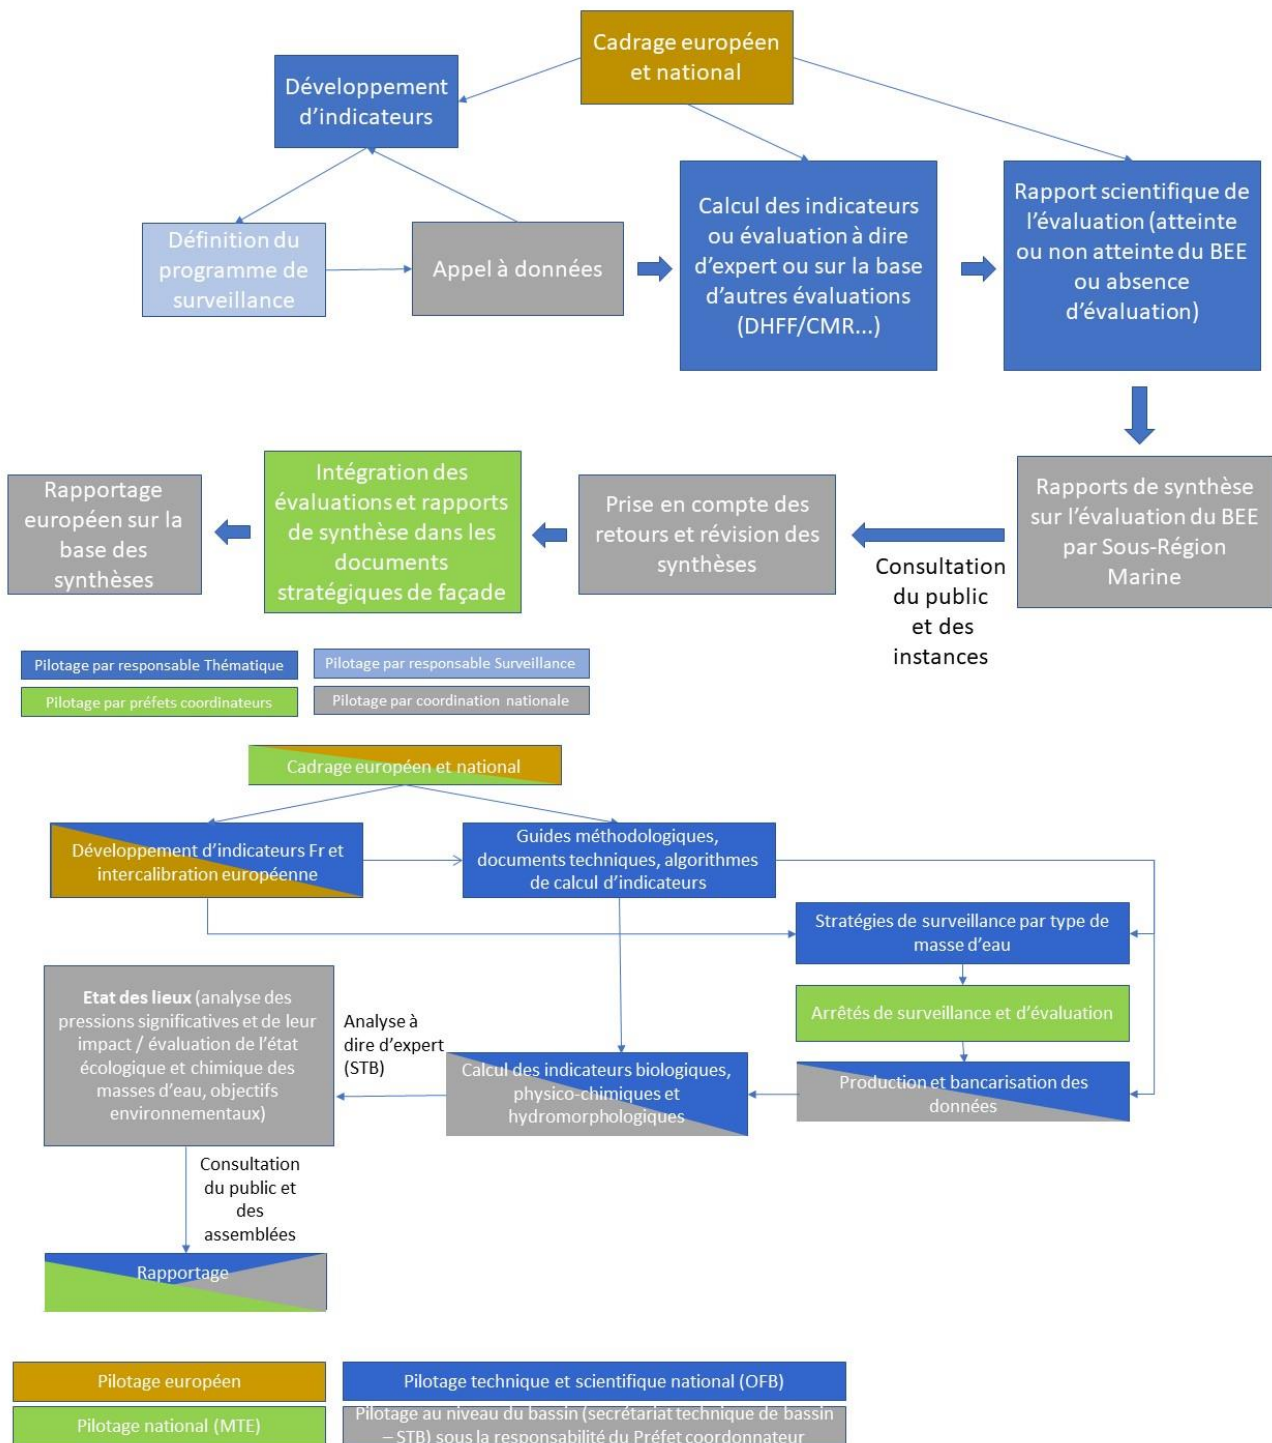 Cadrage européen
et national
Développement
d’indicateurs
Définition du
programme de
surveillance
Appel à données
Calcul des indicateurs
ou évaluation à dire
d’expert ou sur la base
d’autres évaluations
(DHFF/CMR...)
Rapport scientifique de
l’évaluation (atteinte
ou non atteinte du BEE
ou absence
d’évaluation)
Rapportage
européen sur la
base des
synthèses
Intégration des
évaluations et rapports
de synthèse dans les
documents
stratégiques de façade
Prise en compte des
retours et révision des
synthèses
Consultation
du public
et des
instances
Rapports de synthèse
sur l’évaluation du BEE
par Sous-Région
Marine
Pilotage par responsable Thématique
Pilotage par responsable Surveillance
Pilotage par préfets coordinateurs
Pilotage par coordination nationale
Cadrage européen et national
Développement d’indicateurs Fr et
intercalibration européenne
Guides méthodologiques,
documents techniques, algorithmes
de calcul d’indicateurs
Stratégies de surveillance par type de
masse d’eau
Arrêtés de surveillance et d’évaluation
Production et bancarisation des
données
Calcul des indicateurs biologiques,
physico-chimiques et
hydromorphologiques
Analyse à
dire d’expert
(STB)
Etat des lieux (analyse des
pressions significatives et de leur
impact / évaluation de l’état
écologique et chimique des
masses d’eau, objectifs
environnementaux)
Consultation
du public et
des
assemblées
Rapportage
Pilotage européen
Pilotage technique et scientifique national (OFB)
Pilotage national (MTE)
Pilotage au niveau du bassin (secrétariat technique de bassin
– STB) sous la responsabilité du Préfet coordonnateur